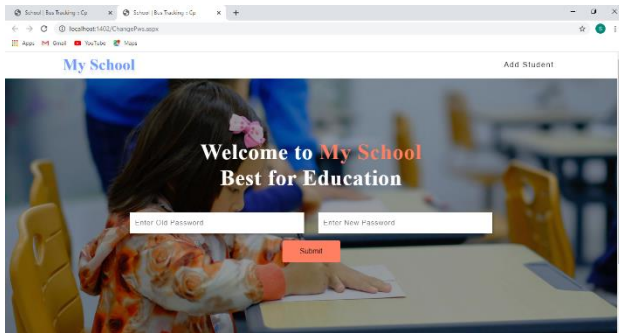 School | Bus Tracking :: Cp
School | Bus Tracking :: Cp
localhost:1402/ChangePws.aspx
Apps
Gmail
YouTube
Maps
My School
Add Student
Welcome to My School
Best for Education
Enter Old Password
Enter New Password
Submit